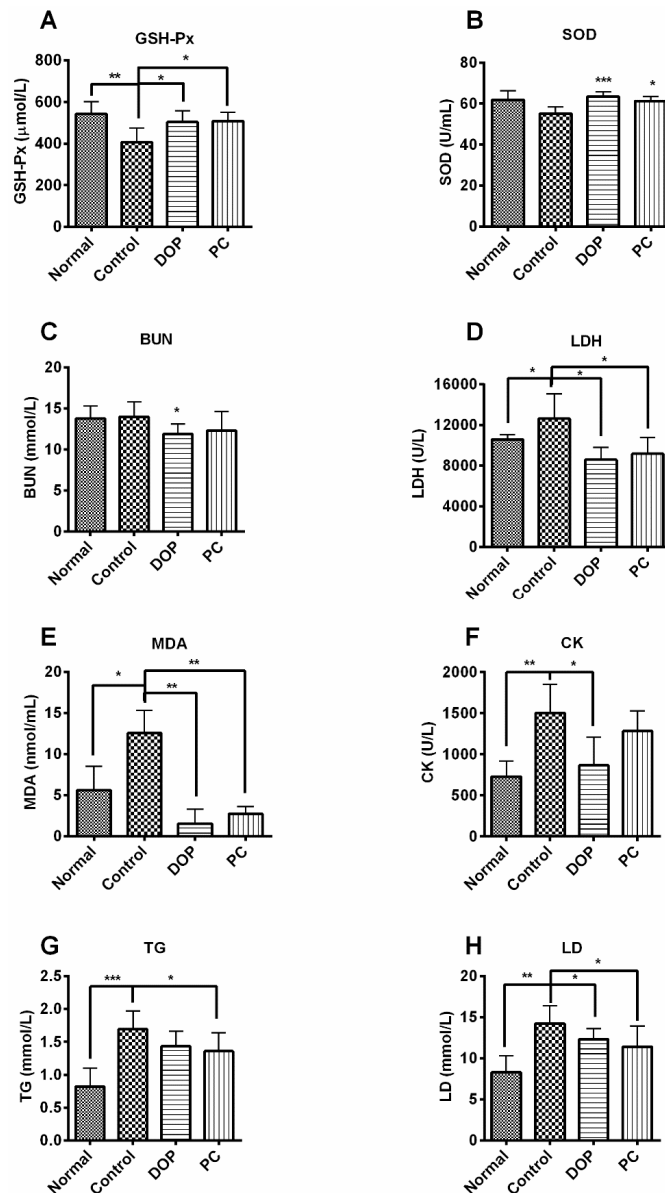 A
GSH-Px
GSH-Px (μmol/L)
800
600
400
200
0
**
*
*
Normal
Control
DOP
PC
B
SOD
SOD (U/mL)
80
60
40
20
0
***
*
Normal
Control
DOP
PC
C
BUN
BUN (mmol/L)
20
15
10
5
0
*
Normal
Control
DOP
PC
D
LDH
LDH (U/L)
16000
12000
8000
4000
0
*
*
*
Normal
Control
DOP
PC
E
MDA
MDA (nmol/mL)
20
15
10
5
0
*
**
**
Normal
Control
DOP
PC
F
CK
CK (U/L)
2000
1500
1000
500
0
**
*
Normal
Control
DOP
PC
G
TG
TG (mmol/L)
2.5
2.0
1.5
1.0
0.5
0.0
***
*
Normal
Control
DOP
PC
H
LD
LD (mmol/L)
20
15
10
5
0
**
*
*
Normal
Control
DOP
PC